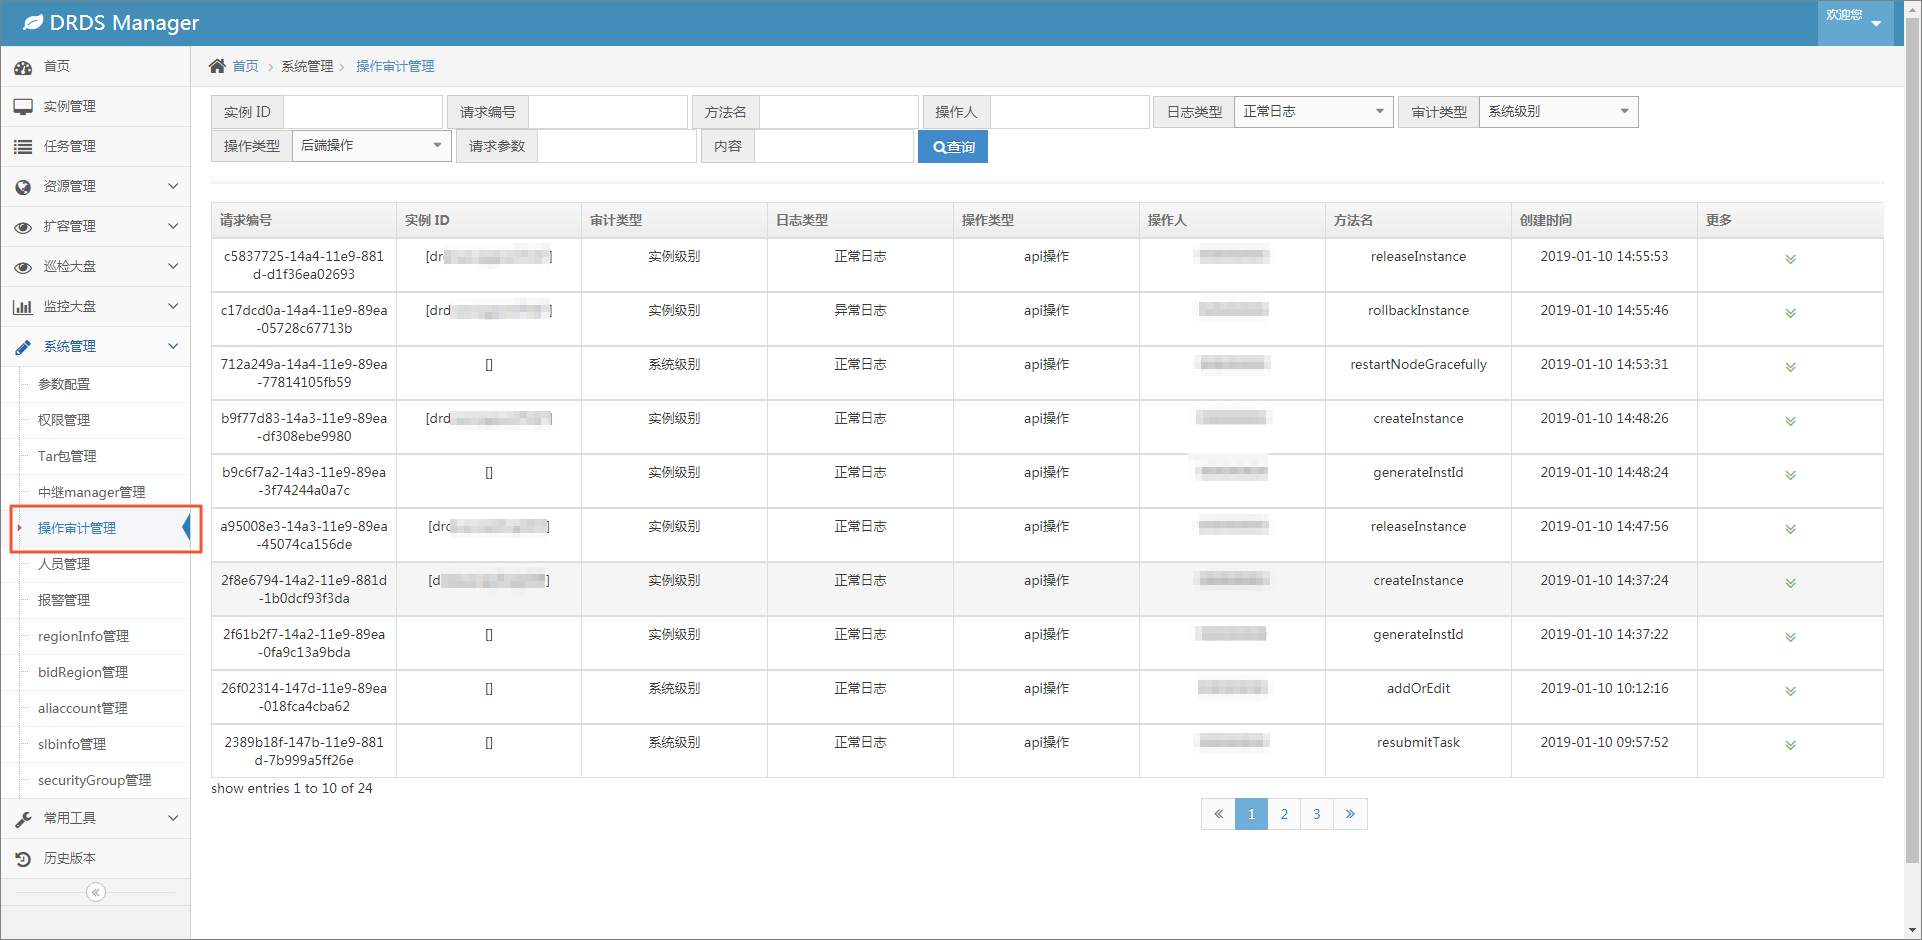 DRDS Manager
欢迎您
首页
实例管理
任务管理
资源管理
扩容管理
巡检大盘
监控大盘
系统管理
参数配置
权限管理
Tar包管理
中继manager管理
操作审计管理
人员管理
报警管理
regionInfo管理
bidRegion管理
aliaccount管理
slbinfo管理
securityGroup管理
常用工具
历史版本
首页 系统管理 操作审计管理
实例 ID 请求编号 方法名 操作人 日志类型 正常日志 审计类型 系统级别
操作类型 后端操作 请求参数 内容 查询
请求编号 实例 ID 审计类型 日志类型 操作类型 操作人 方法名 创建时间 更多
c5837725-14a4-11e9-881 [dr ] 实例级别 正常日志 api操作 releaseInstance 2019-01-10 14:55:53
d-d1f36ea02693
c17dcd0a-14a4-11e9-89ea [drd ] 实例级别 异常日志 api操作 rollbackInstance 2019-01-10 14:55:46
-05728c67713b
712a249a-14a4-11e9-89ea [] 系统级别 正常日志 api操作 restartNodeGracefully 2019-01-10 14:53:31
-77814105fb59
b9f77d83-14a3-11e9-89ea [drd ] 实例级别 正常日志 api操作 createInstance 2019-01-10 14:48:26
-df308ebe9980
b9c6f7a2-14a3-11e9-89ea [] 实例级别 正常日志 api操作 generateInstId 2019-01-10 14:48:24
-3f74244a0a7c
a95008e3-14a3-11e9-89ea [drd ] 实例级别 正常日志 api操作 releaseInstance 2019-01-10 14:47:56
-45074ca156de
2f8e6794-14a2-11e9-881d [d ] 实例级别 正常日志 api操作 createInstance 2019-01-10 14:37:24
-1b0dcf93f3da
2f61b2f7-14a2-11e9-89ea [] 实例级别 正常日志 api操作 generateInstId 2019-01-10 14:37:22
-0fa9c13a9bda
26f02314-147d-11e9-89ea [] 系统级别 正常日志 api操作 addOrEdit 2019-01-10 10:12:16
-018fca4cba62
2389b18f-147b-11e9-881 [] 系统级别 正常日志 api操作 resubmitTask 2019-01-10 09:57:52
d-7b999a5ff26e
show entries 1 to 10 of 24
« 1 2 3 »